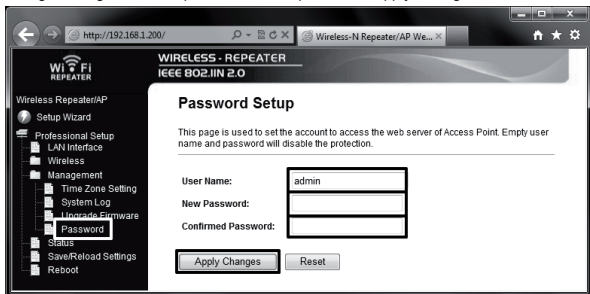 http://192.168.1.200/
Wireless-N Repeater/AP We...
Wi Fi
REPEATER
WIRELESS - REPEATER
IEEE 802.11N 2.0
Wireless Repeater/AP
Setup Wizard
Professional Setup
LAN Interface
Wireless
Management
Time Zone Setting
System Log
Upgrade Firmware
Password
Status
Save/Reload Settings
Reboot
Password Setup
This page is used to set the account to access the web server of Access Point. Empty user
name and password will disable the protection.
User Name:
admin
New Password:
Confirmed Password:
Apply Changes
Reset